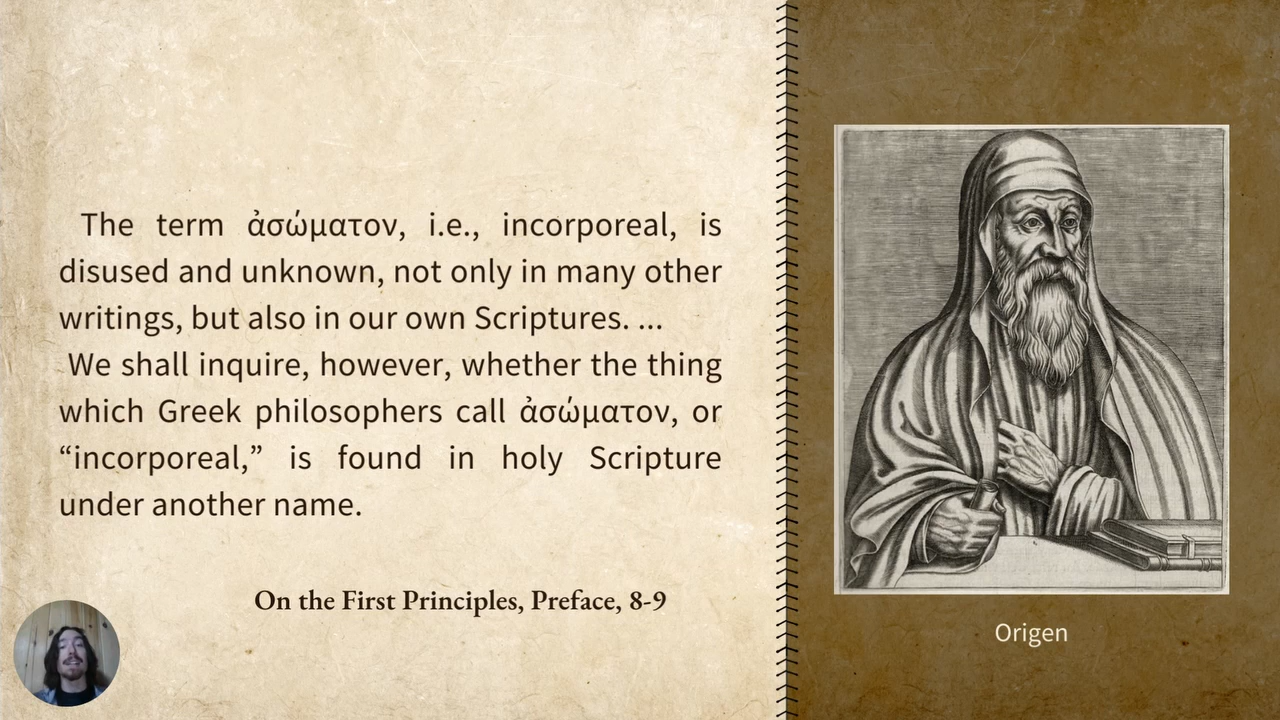 The term ἀσώματον, i.e., incorporeal, is
disused and unknown, not only in many other
writings, but also in our own Scriptures. ...
We shall inquire, however, whether the thing
which Greek philosophers call ἀσώματον, or
“incorporeal,” is found in holy Scripture
under another name.
On the First Principles, Preface, 8-9
Origen